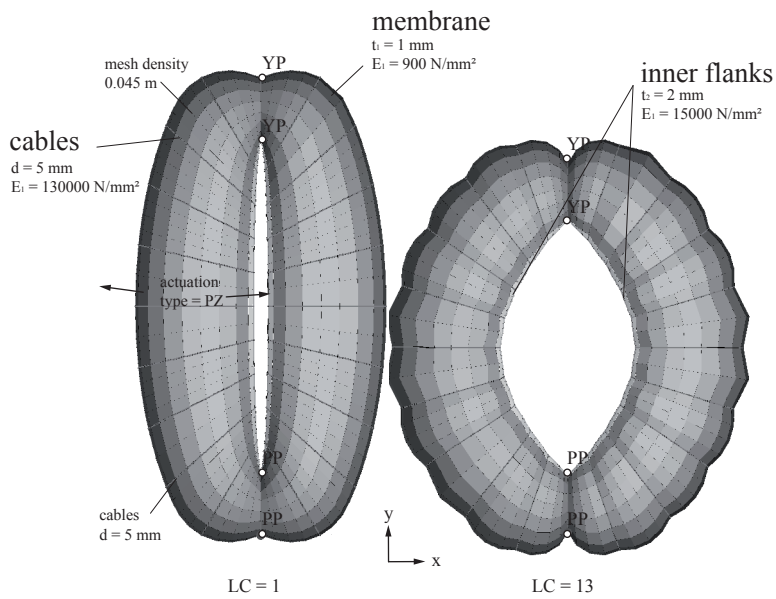 membrane
t₁ = 1 mm
E₁ = 900 N/mm²
YP
mesh density
0.045 m
inner flanks
t₂ = 2 mm
E₁ = 15000 N/mm²
cables
d = 5 mm
E₁ = 130000 N/mm²
YP
YP
YP
actuation
type = PZ
PP
PP
cables
d = 5 mm
PP
PP
y
x
LC = 1
LC = 13